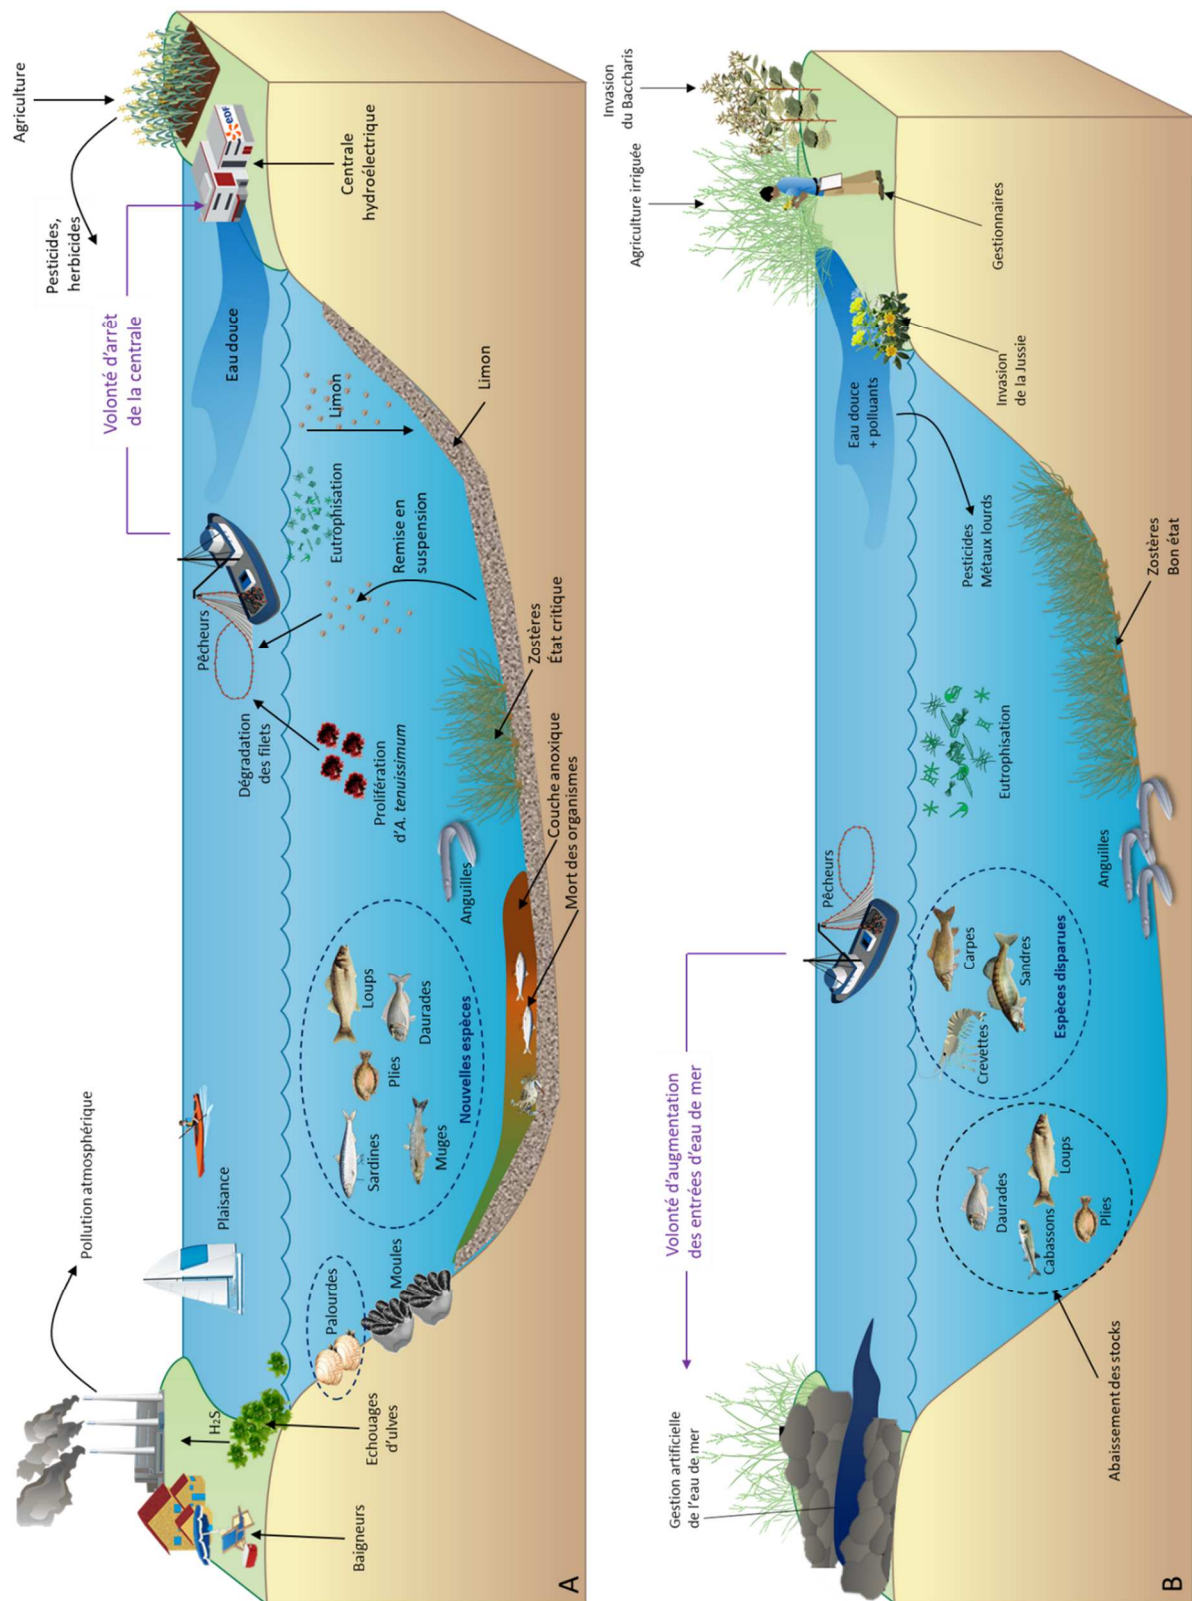 Pollution atmosphérique
Agriculture
Pesticides,
herbicides
Volonté d'arrêt
de la centrale
Plaisance
Pêcheurs
Eau douce
edf
Centrale
hydroélectrique
H2S
Baigneurs
Echouages
d'ulves
Palourdes
Moules
Sardines
Muges
Plies
Loups
Daurades
Nouvelles espèces
Dégradation
des filets
Prolifération
d'A. tenuissimum
Anguilles
Remise en
suspension
Eutrophisation
Limon
Limon
Zostères
État critique
Couche anoxique
Mort des organismes
A
Gestion artificielle
de l'eau de mer
Volonté d'augmentation
des entrées d'eau de mer
Pêcheurs
Agriculture irriguée
Invasion
du Baccharis
Eau douce
+ polluants
Gestionnaires
Invasion
de la Jussie
Pesticides
Métaux lourds
Daurades
Cabassons
Loups
Plies
Abaissement des stocks
Crevettes
Carpes
Sandres
Espèces disparues
Eutrophisation
Anguilles
Zostères
Bon état
B